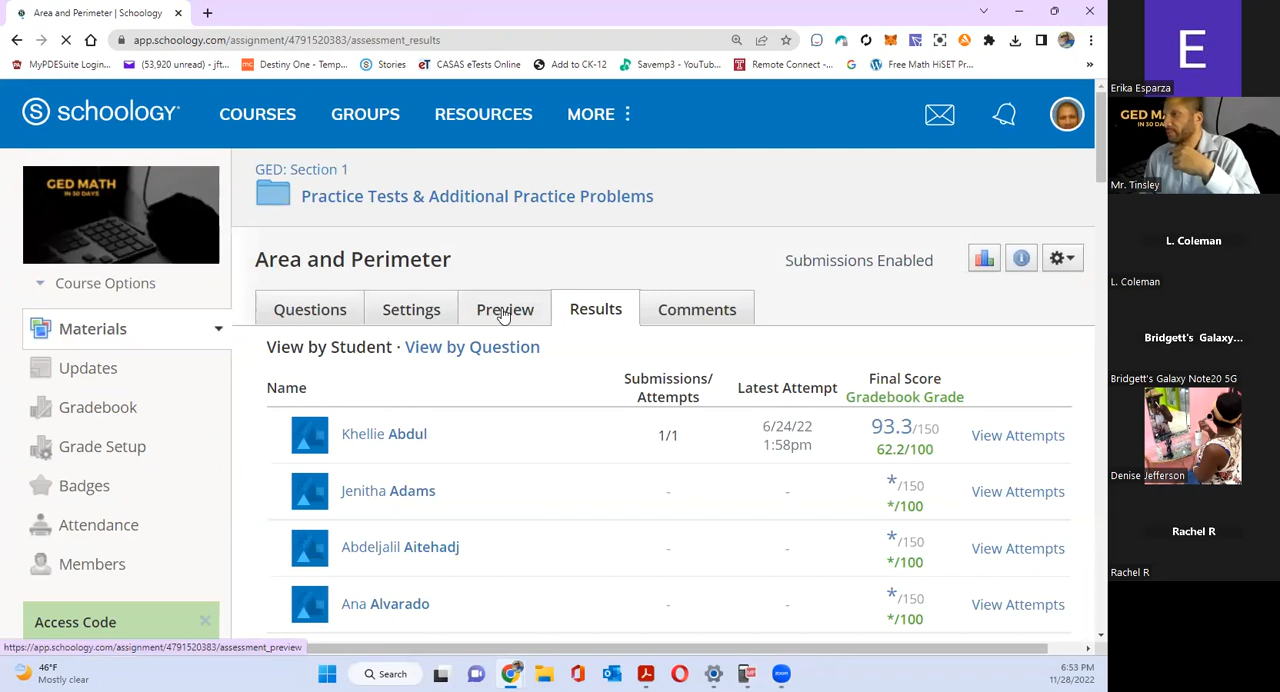 Area and Perimeter | Schoology
app.schoology.com/assignment/4791520383/assessment_results
MyPDESuite Login...
(53,920 unread) - jft...
Destiny One - Temp...
Stories
CASAS eTests Online
Add to CK-12
Savemp3 - YouTub...
Remote Connect -...
Free Math HiSET Pr...
»
schoology
COURSES
GROUPS
RESOURCES
MORE
GED MATH
IN 30 DAYS
Course Options
Materials
Updates
Gradebook
Grade Setup
Badges
Attendance
Members
Access Code
GED: Section 1
Practice Tests & Additional Practice Problems
Area and Perimeter
Submissions Enabled
Questions
Settings
Preview
Results
Comments
View by Student · View by Question
Name
Submissions/
Attempts
Latest Attempt
Final Score
Gradebook Grade
Khellie Abdul
1/1
6/24/22
1:58pm
93.3/150
62.2/100
View Attempts
Jenitha Adams
-
-
*/150
*/100
View Attempts
Abdeljalil Aitehadj
-
-
*/150
*/100
View Attempts
Ana Alvarado
-
-
*/150
*/100
View Attempts
https://app.schoology.com/assignment/4791520383/assessment_preview
46°F
Mostly clear
Search
6:53 PM
11/28/2022
E
Erika Esparza
GED M
IN 30
Mr. Tinsley
L. Coleman
L. Coleman
Bridgett's Galaxy...
Bridgett's Galaxy Note20 5G
Denise Jefferson
Rachel R
Rachel R